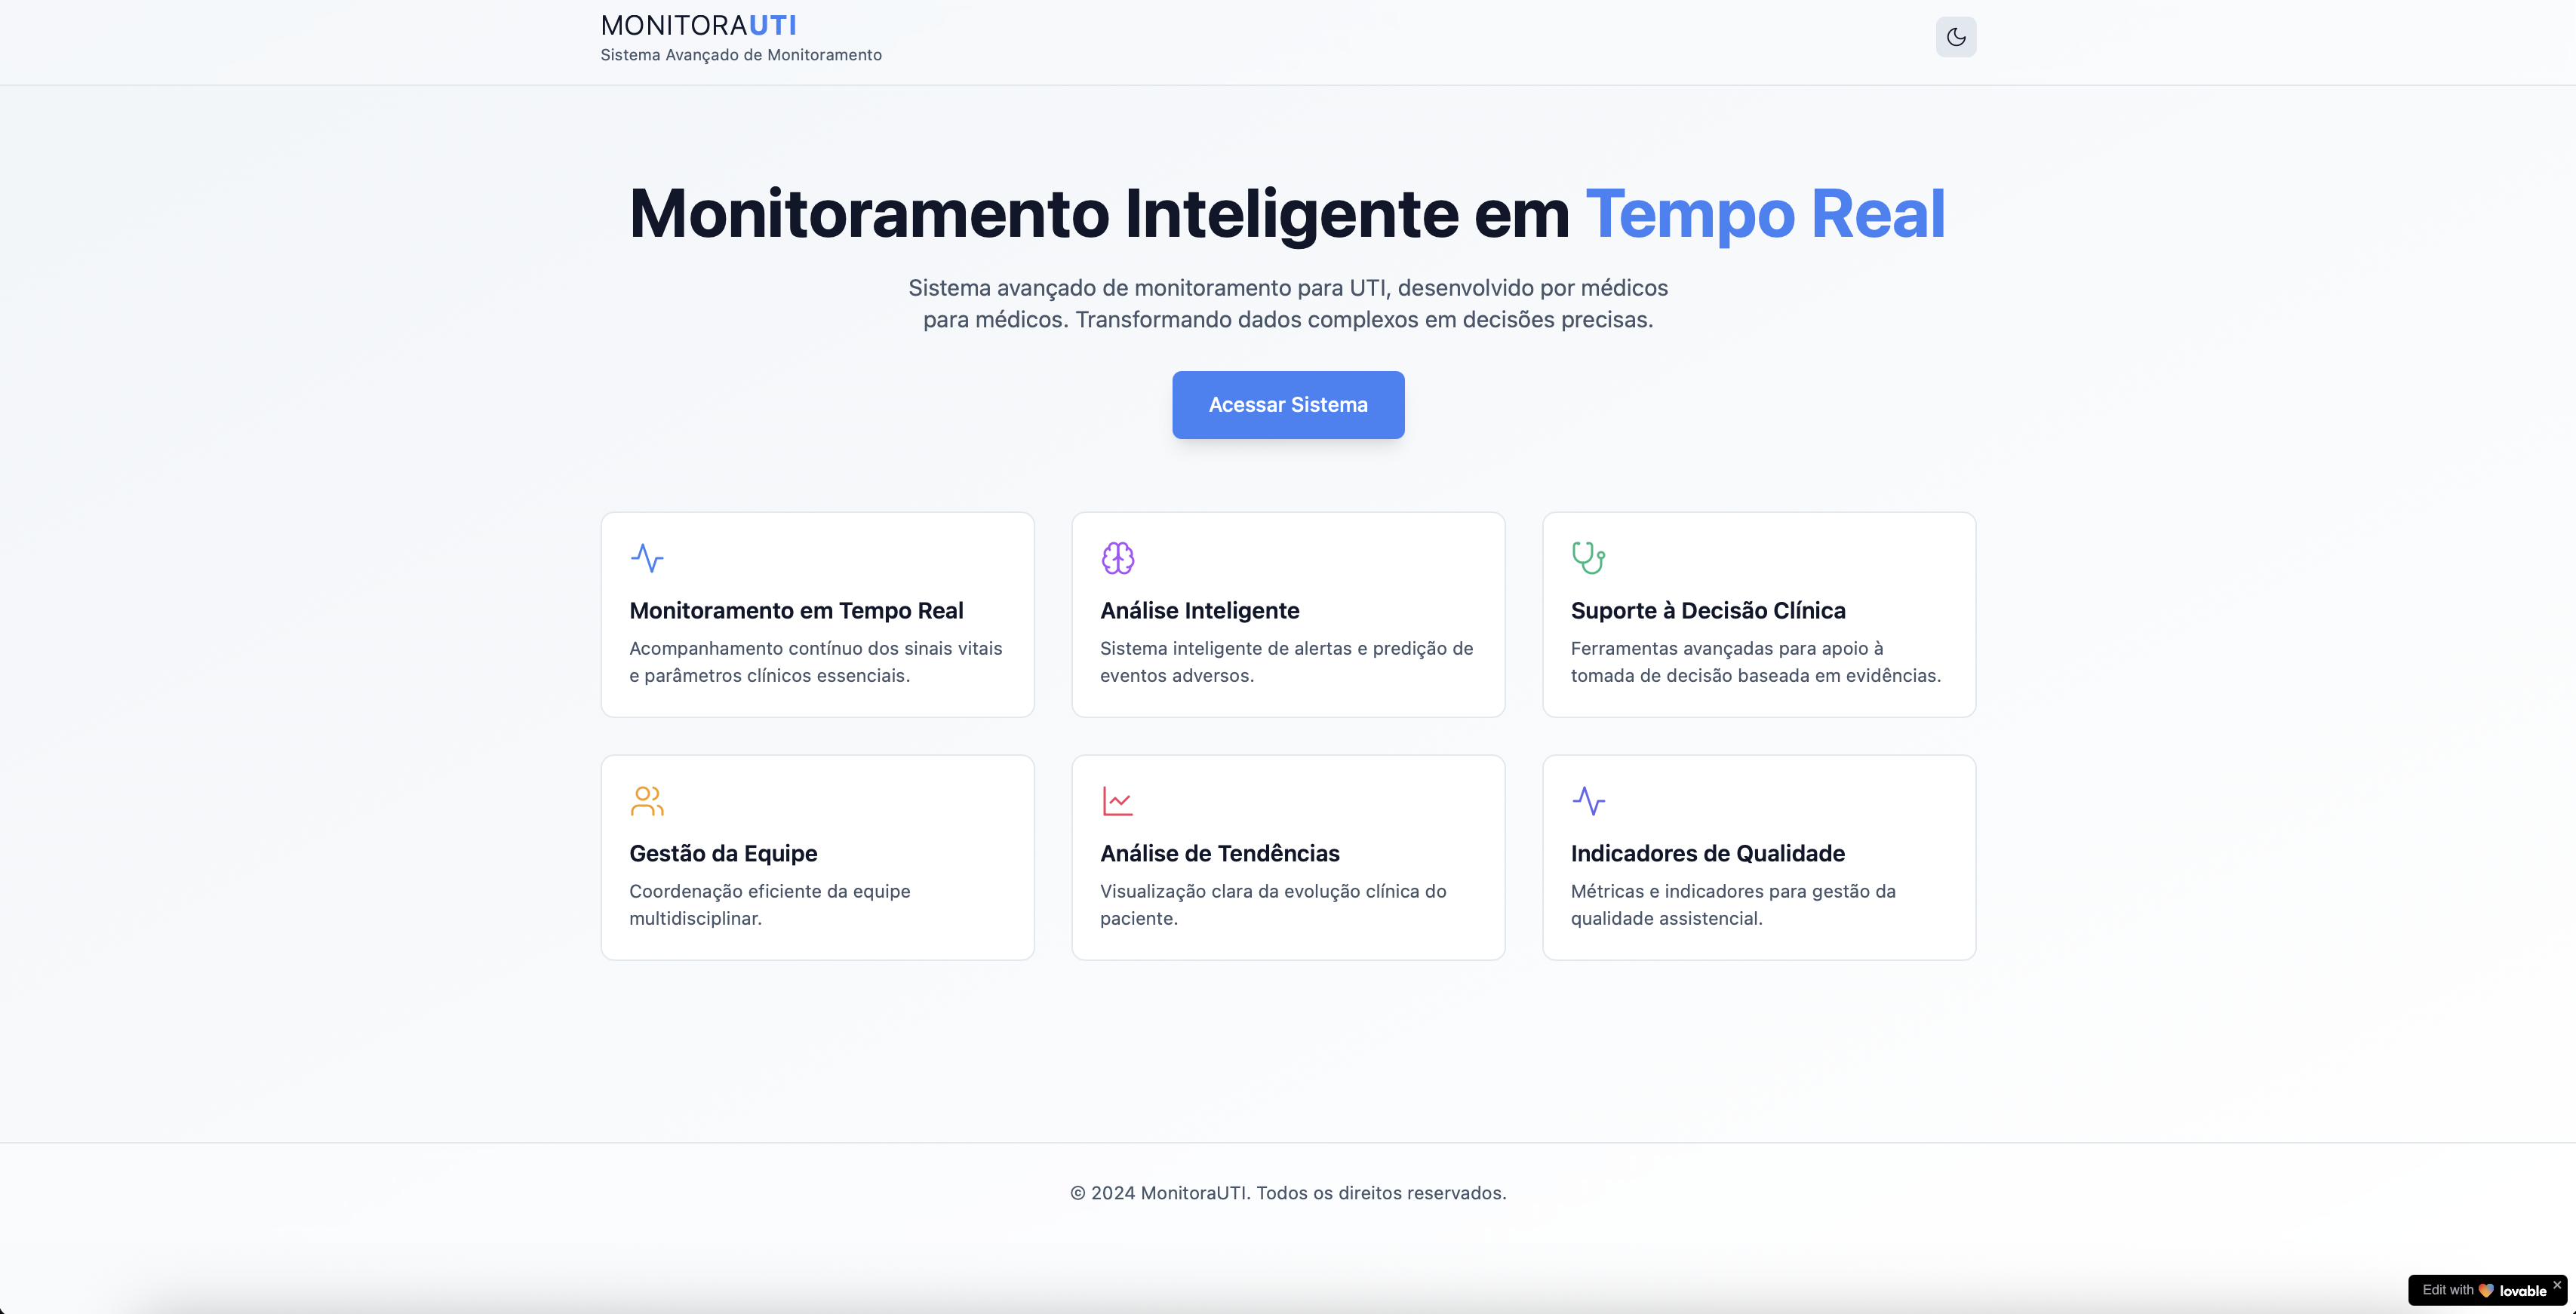 MONITORAUTI
Sistema Avançado de Monitoramento
Monitoramento Inteligente em Tempo Real
Sistema avançado de monitoramento para UTI, desenvolvido por médicos
para médicos. Transformando dados complexos em decisões precisas.
Acessar Sistema
Monitoramento em Tempo Real
Acompanhamento contínuo dos sinais vitais
e parâmetros clínicos essenciais.
Análise Inteligente
Sistema inteligente de alertas e predição de
eventos adversos.
Suporte à Decisão Clínica
Ferramentas avançadas para apoio à
tomada de decisão baseada em evidências.
Gestão da Equipe
Coordenação eficiente da equipe
multidisciplinar.
Análise de Tendências
Visualização clara da evolução clínica do
paciente.
Indicadores de Qualidade
Métricas e indicadores para gestão da
qualidade assistencial.
© 2024 MonitoraUTI. Todos os direitos reservados.
Edit with lovable